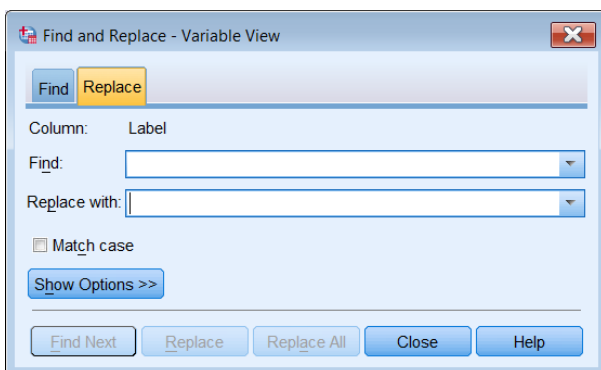 Find and Replace - Variable View
Find Replace
Column: Label
Find:
Replace with:
Match case
Show Options >>
Find Next Replace Replace All Close Help